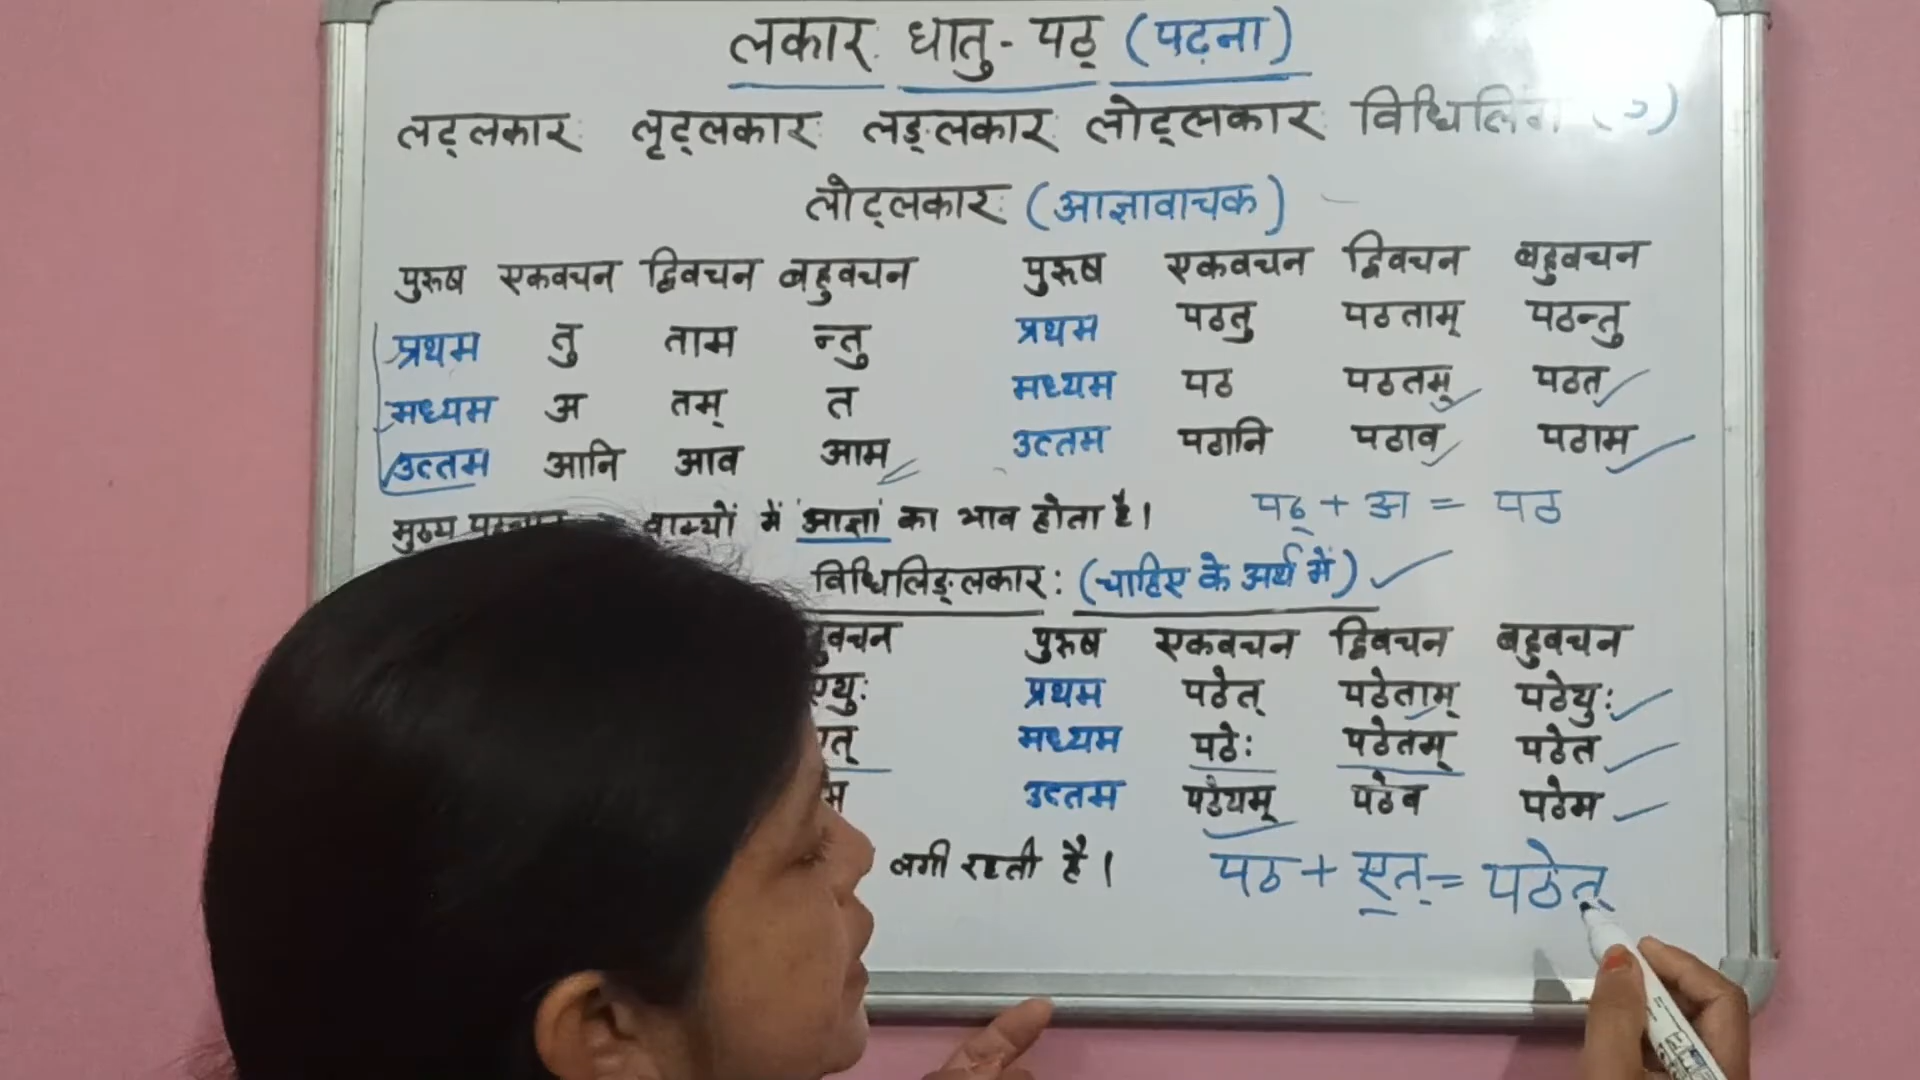 लकारः धातु - पठ् (पढ़ना)
लट्लकारः लृट्लकारः लङ्लकारः लोट्लकारः विधिलिंग
लोट्लकारः (आज्ञावाचक)
पुरुष एकवचन द्विवचन बहुवचन
प्रथम तु ताम न्तु
मध्यम अ तम् त
उत्तम आनि आव आम
पुरुष एकवचन द्विवचन बहुवचन
प्रथम पठतु पठताम् पठन्तु
मध्यम पठ पठतम् पठत
उत्तम पठानि पठाव पठाम
मुख्य वाक्यों में 'आज्ञा' का भाव होता है।
पठ् + अ = पठ
विधिलिङ्लकारः (चाहिए के अर्थ में)
पुरुष एकवचन द्विवचन बहुवचन
प्रथम पठेत् पठेताम् पठेयुः
मध्यम पठेः पठेतम् पठेत
उत्तम पठेयम् पठेव पठेम
लगी रहती है।
पठ + एत् = पठेत्